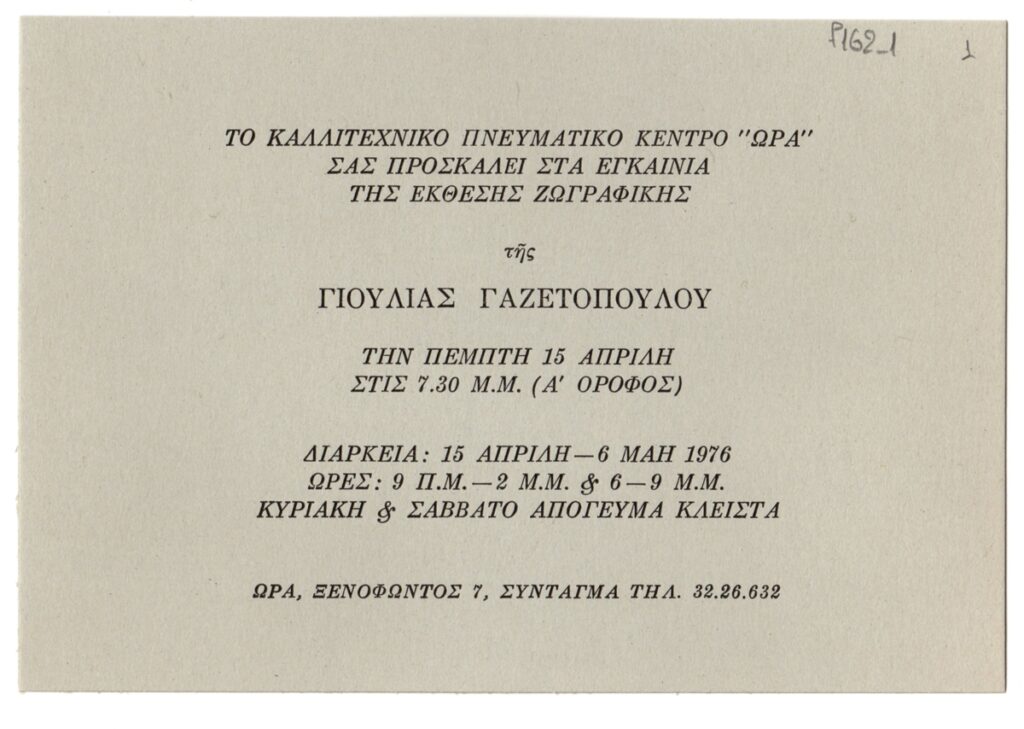 P162_1 1
ΤΟ ΚΑΛΛΙΤΕΧΝΙΚΟ ΠΝΕΥΜΑΤΙΚΟ ΚΕΝΤΡΟ "ΩΡΑ"
ΣΑΣ ΠΡΟΣΚΑΛΕΙ ΣΤΑ ΕΓΚΑΙΝΙΑ
ΤΗΣ ΕΚΘΕΣΗΣ ΖΩΓΡΑΦΙΚΗΣ
τῆς
ΓΙΟΥΛΙΑΣ ΓΑΖΕΤΟΠΟΥΛΟΥ
ΤΗΝ ΠΕΜΠΤΗ 15 ΑΠΡΙΛΗ
ΣΤΙΣ 7.30 Μ.Μ. (Α' ΟΡΟΦΟΣ)
ΔΙΑΡΚΕΙΑ: 15 ΑΠΡΙΛΗ—6 ΜΑΗ 1976
ΩΡΕΣ: 9 Π.Μ.—2 Μ.Μ. & 6—9 Μ.Μ.
ΚΥΡΙΑΚΗ & ΣΑΒΒΑΤΟ ΑΠΟΓΕΥΜΑ ΚΛΕΙΣΤΑ
ΩΡΑ, ΞΕΝΟΦΩΝΤΟΣ 7, ΣΥΝΤΑΓΜΑ ΤΗΛ. 32.26.632